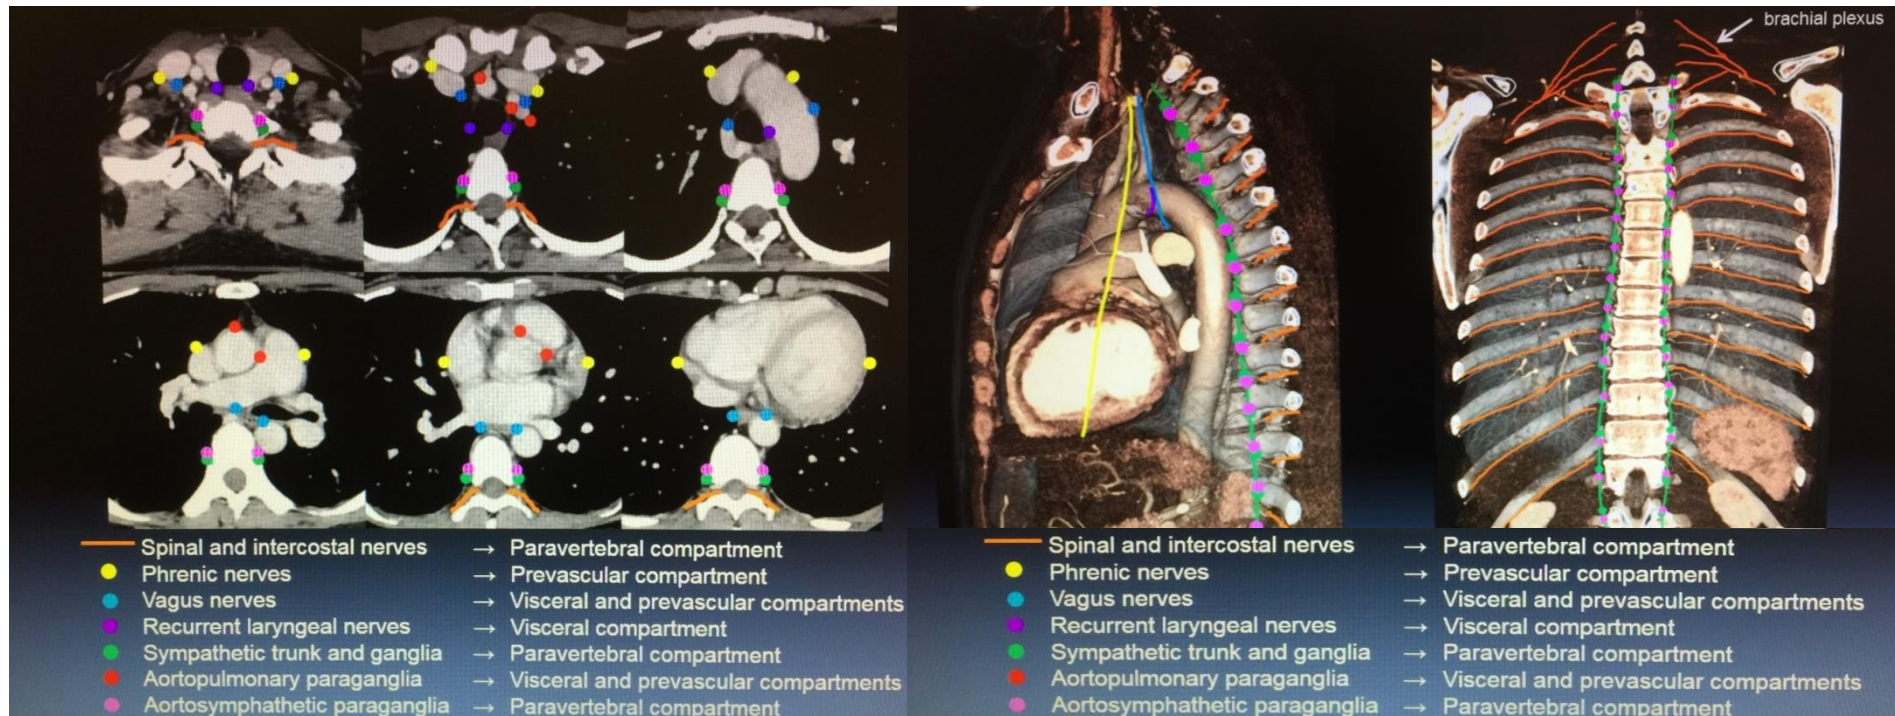 brachial plexus
Spinal and intercostal nerves → Paravertebral compartment
Phrenic nerves → Prevascular compartment
Vagus nerves → Visceral and prevascular compartments
Recurrent laryngeal nerves → Visceral compartment
Sympathetic trunk and ganglia → Paravertebral compartment
Aortopulmonary paraganglia → Visceral and prevascular compartments
Aortosymphathetic paraganglia → Paravertebral compartment
Spinal and intercostal nerves → Paravertebral compartment
Phrenic nerves → Prevascular compartment
Vagus nerves → Visceral and prevascular compartments
Recurrent laryngeal nerves → Visceral compartment
Sympathetic trunk and ganglia → Paravertebral compartment
Aortopulmonary paraganglia → Visceral and prevascular compartments
Aortosymphathetic paraganglia → Paravertebral compartment